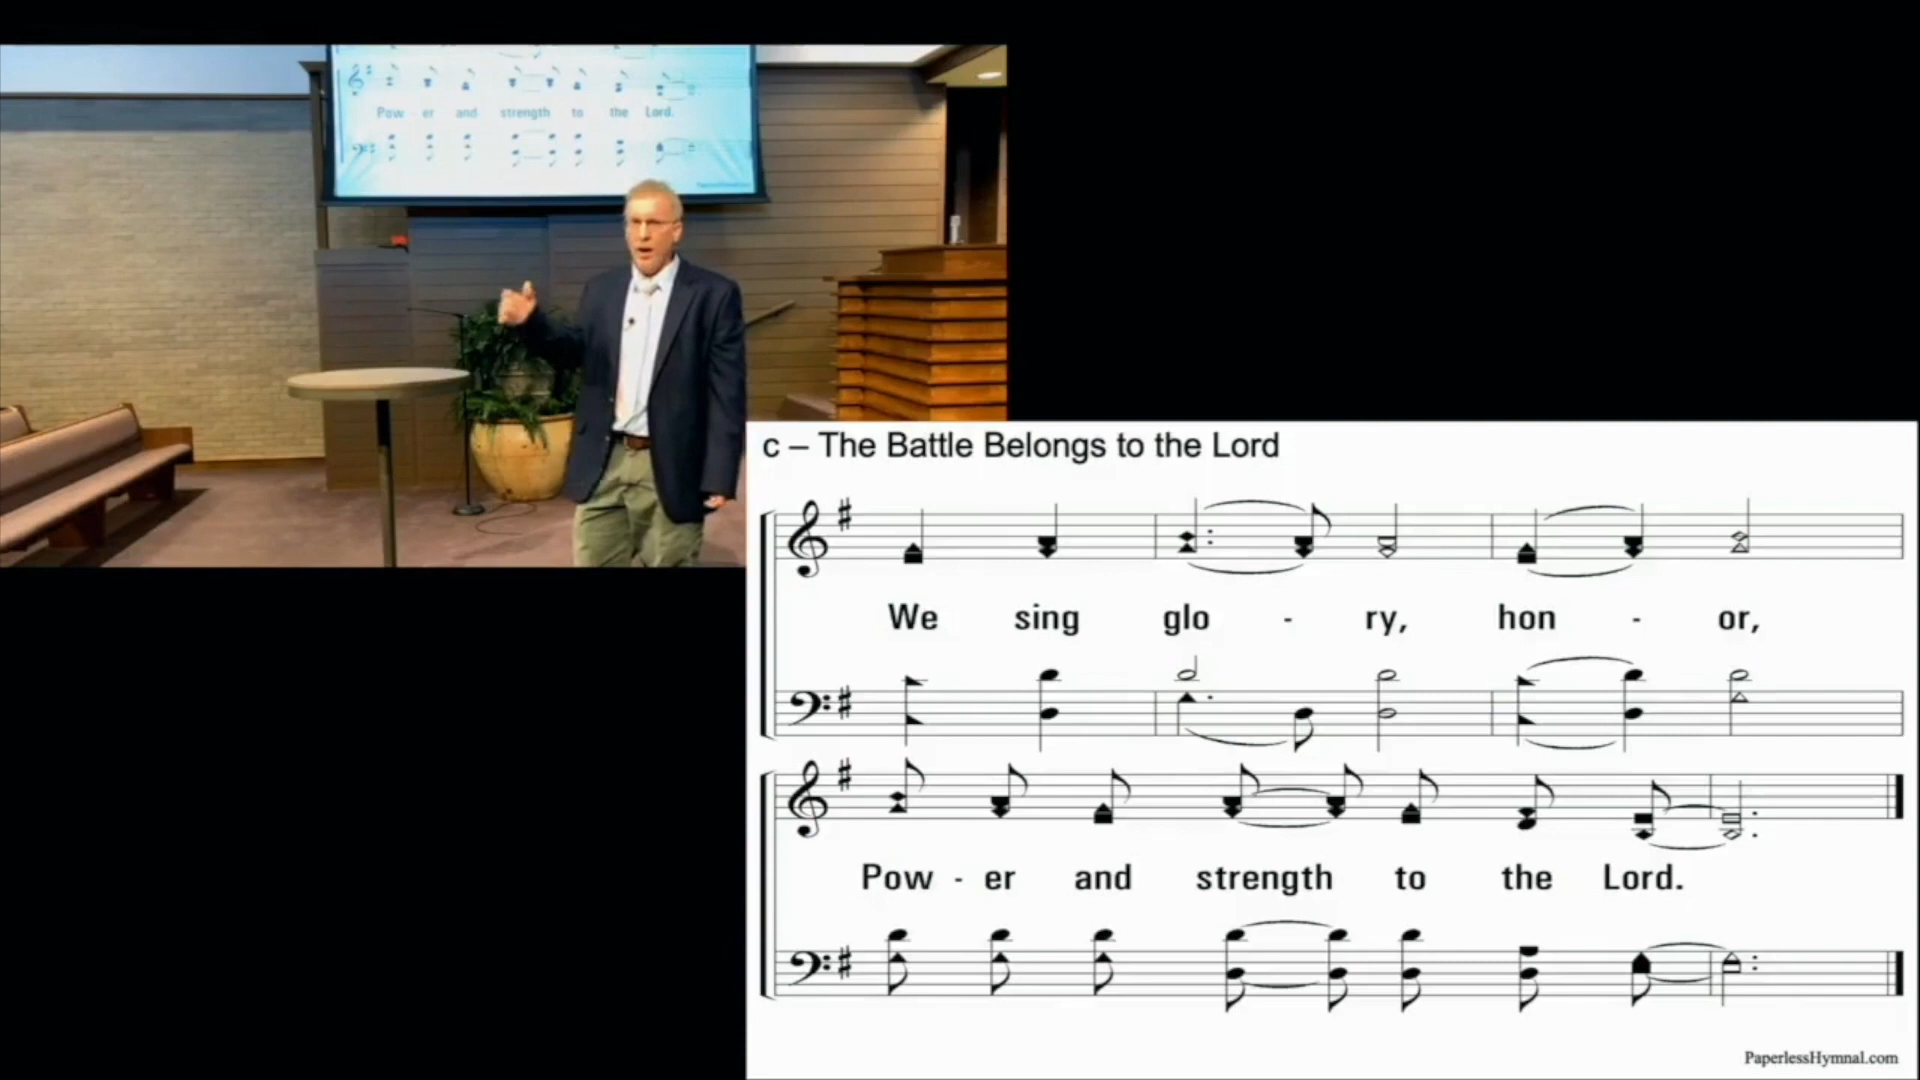 Pow er and strength to the Lord.
c – The Battle Belongs to the Lord
We sing glo - ry, hon - or,
Pow - er and strength to the Lord.
PaperlessHymnal.com